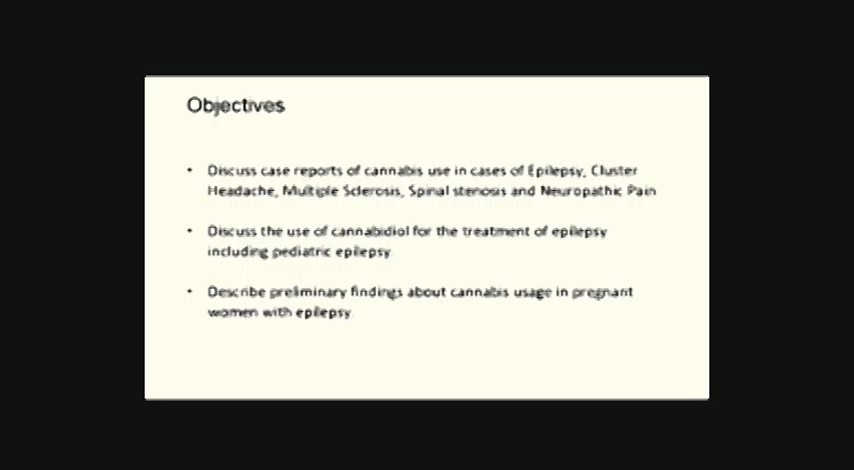 Objectives
• Discuss case reports of cannabis use in cases of Epilepsy, Cluster
Headache, Multiple Sclerosis, Spinal stenosis and Neuropathic Pain
• Discuss the use of cannabidiol for the treatment of epilepsy
including pediatric epilepsy
• Describe preliminary findings about cannabis usage in pregnant
women with epilepsy